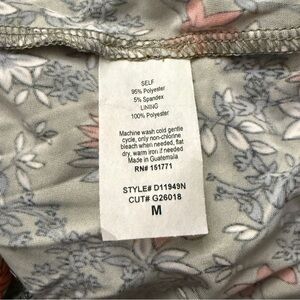 SELF
95% Polyester
5% Spandex
LINING
100% Polyester
Machine wash cold gentle
cycle, only non-chlorine
bleach when needed, flat
dry, warm iron if needed
Made in Guatemala
RN# 151771
STYLE# D11949N
CUT# G26018
M